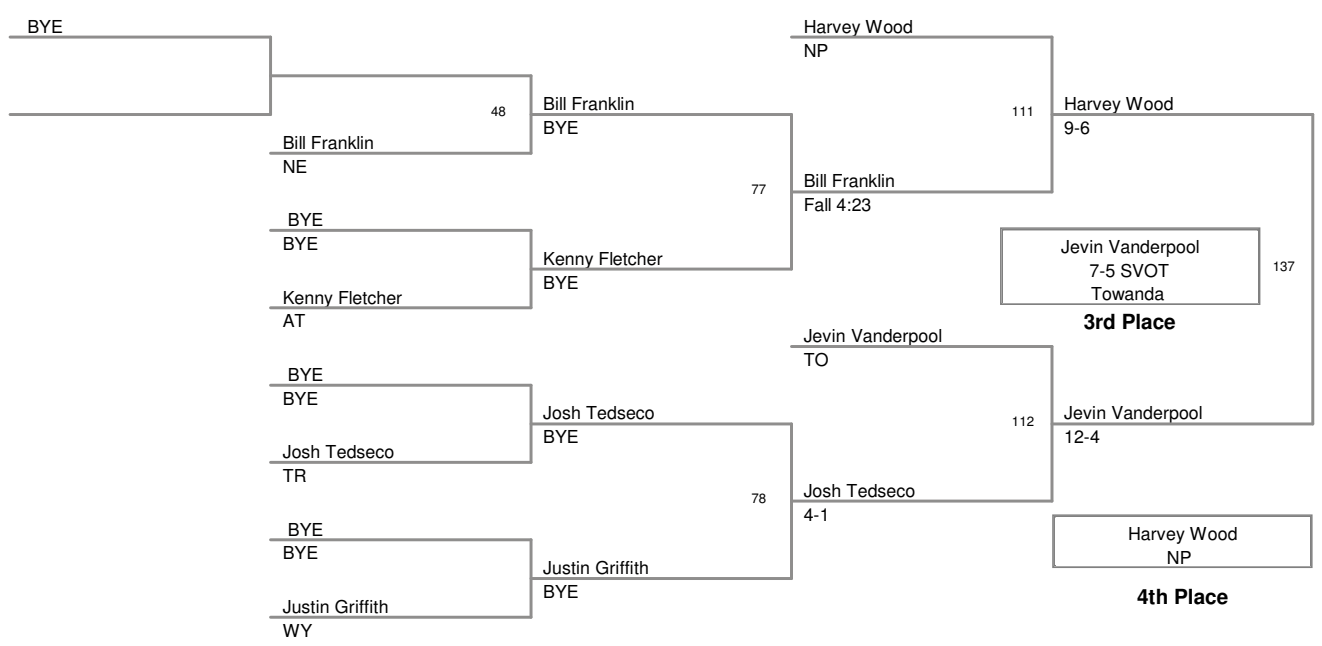 BYE
48
Bill Franklin
NE
BYE
BYE
Kenny Fletcher
AT
BYE
BYE
Josh Tedseco
TR
BYE
BYE
Justin Griffith
WY
Bill Franklin
BYE
77
Kenny Fletcher
BYE
Josh Tedseco
BYE
78
Justin Griffith
BYE
Harvey Wood
NP
111
Bill Franklin
Fall 4:23
Jevin Vanderpool
TO
112
Josh Tedseco
4-1
Harvey Wood
9-6
Jevin Vanderpool
7-5 SVOT
Towanda
3rd Place
137
Jevin Vanderpool
12-4
Harvey Wood
NP
4th Place